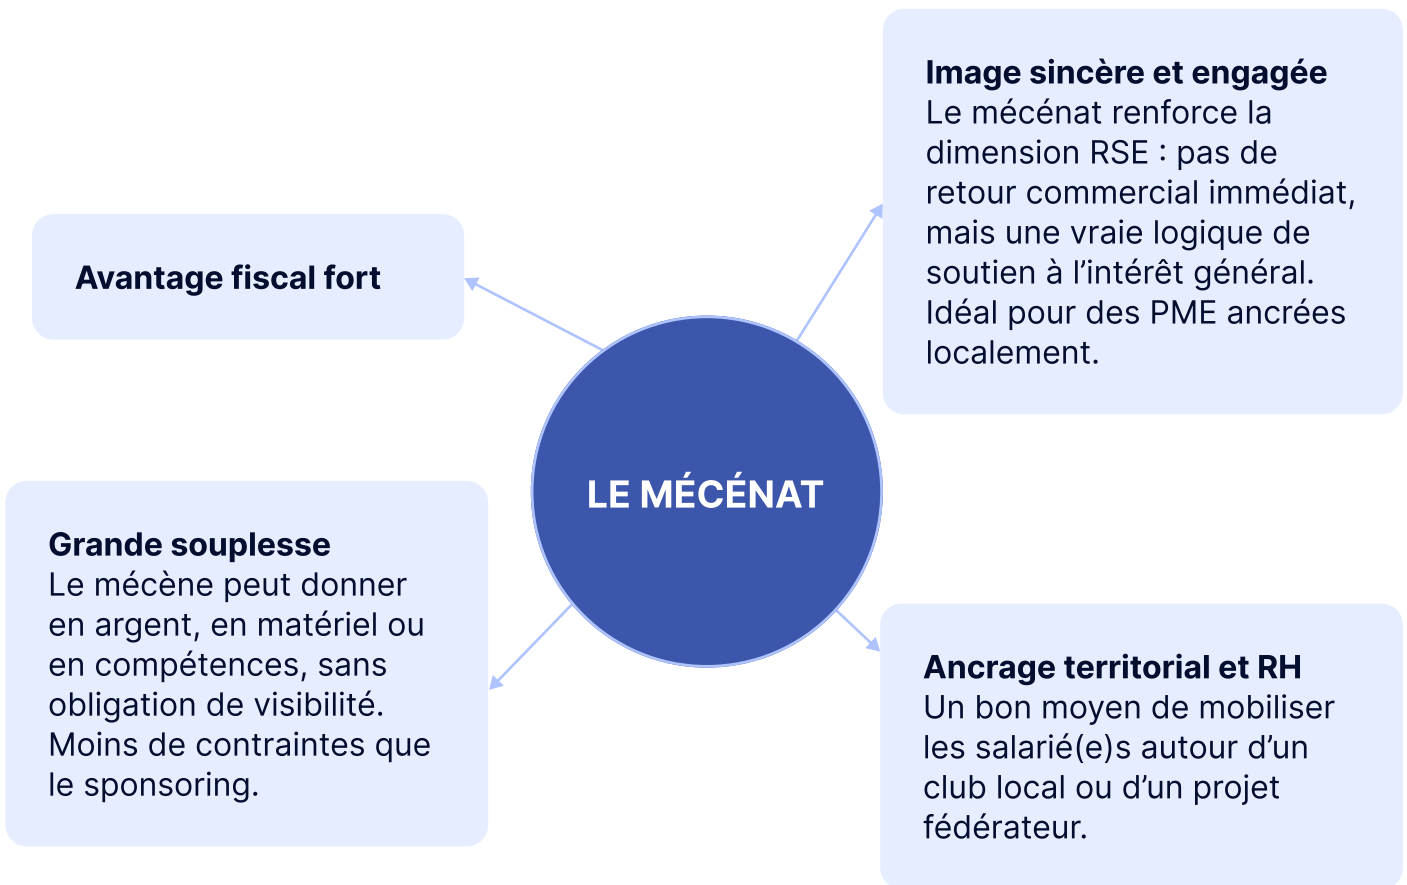 Image sincère et engagée
Le mécénat renforce la
dimension RSE : pas de
retour commercial immédiat,
mais une vraie logique de
soutien à l’intérêt général.
Idéal pour des PME ancrées
localement.
Avantage fiscal fort
LE MÉCÉNAT
Grande souplesse
Le mécène peut donner
en argent, en matériel ou
en compétences, sans
obligation de visibilité.
Moins de contraintes que
le sponsoring.
Ancrage territorial et RH
Un bon moyen de mobiliser
les salarié(e)s autour d’un
club local ou d’un projet
fédérateur.